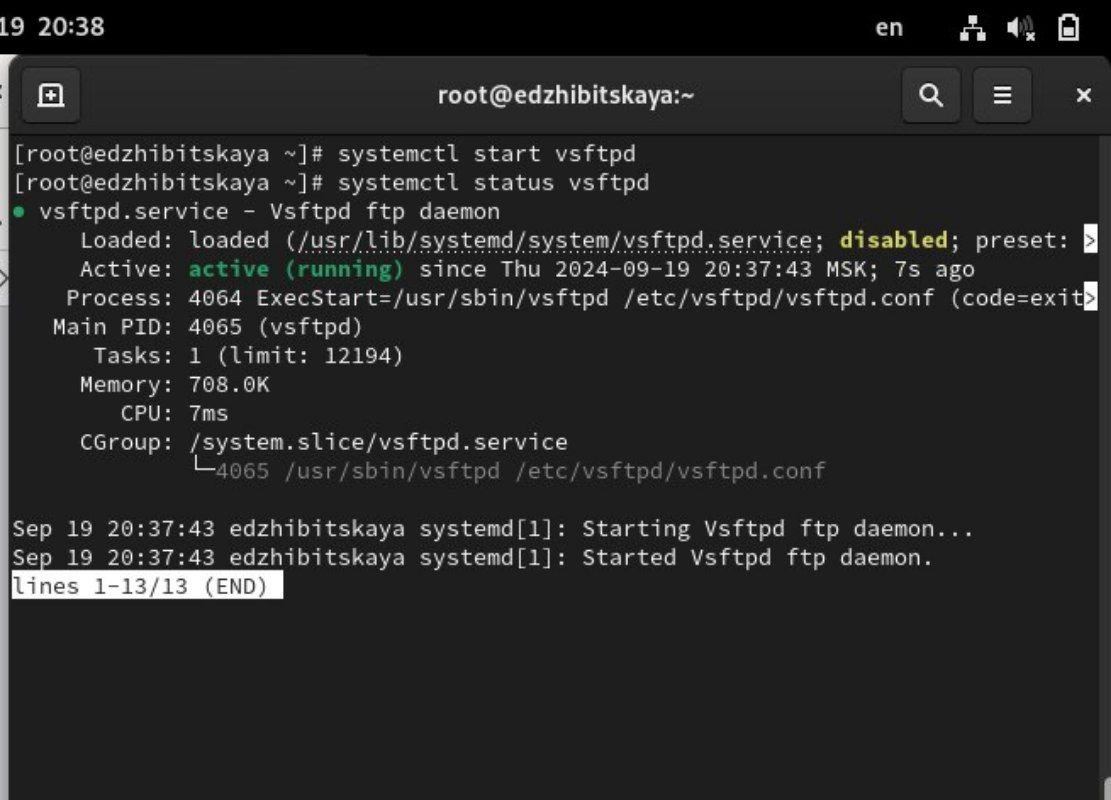 19 20:38 en
root@edzhibitskaya:~
[root@edzhibitskaya ~]# systemctl start vsftpd
[root@edzhibitskaya ~]# systemctl status vsftpd
● vsftpd.service - Vsftpd ftp daemon
Loaded: loaded (/usr/lib/systemd/system/vsftpd.service; disabled; preset: >
Active: active (running) since Thu 2024-09-19 20:37:43 MSK; 7s ago
Process: 4064 ExecStart=/usr/sbin/vsftpd /etc/vsftpd/vsftpd.conf (code=exit>
Main PID: 4065 (vsftpd)
Tasks: 1 (limit: 12194)
Memory: 708.0K
CPU: 7ms
CGroup: /system.slice/vsftpd.service
└─4065 /usr/sbin/vsftpd /etc/vsftpd/vsftpd.conf
Sep 19 20:37:43 edzhibitskaya systemd[1]: Starting Vsftpd ftp daemon...
Sep 19 20:37:43 edzhibitskaya systemd[1]: Started Vsftpd ftp daemon.
lines 1-13/13 (END)